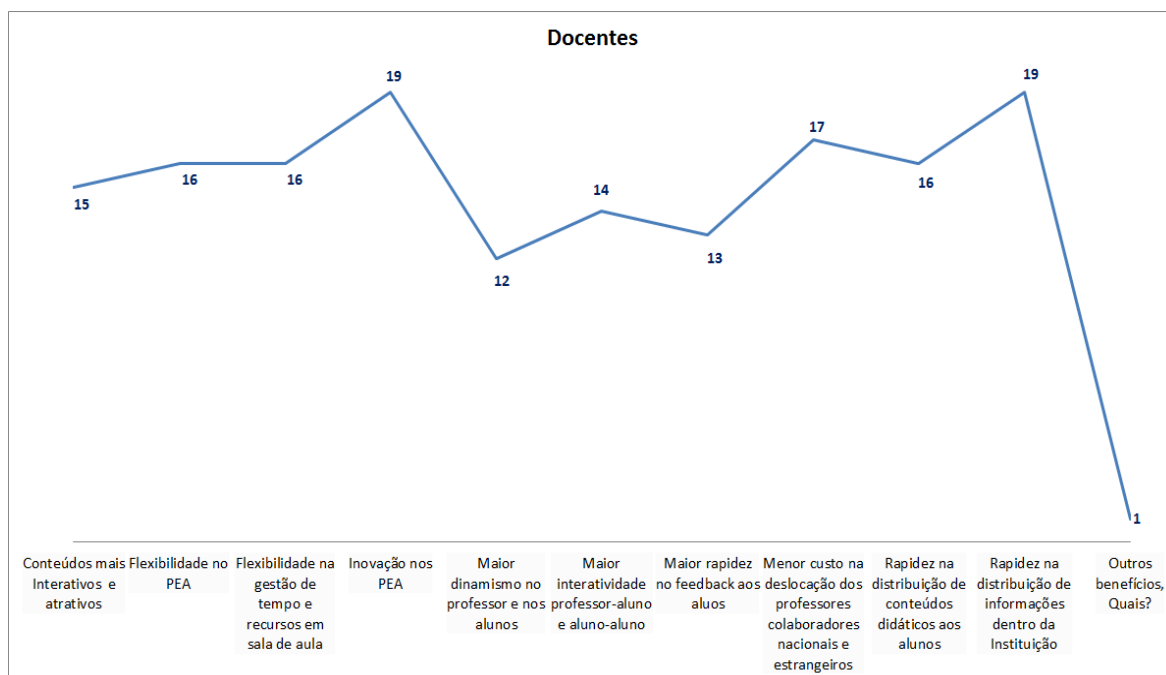 Docentes
15
16
16
19
12
14
13
17
16
19
1
Conteúdos mais
Interativos e
atrativos
Flexibilidade no
PEA
Flexibilidade na
gestão de
tempo e
recursos em
sala de aula
Inovação nos
PEA
Maior
dinamismo no
professor e nos
alunos
Maior
interatividade
professor-aluno
e aluno-aluno
Maior rapidez
no feedback aos
aluos
Menor custo na
deslocação dos
professores
colaboradores
nacionais e
estrangeiros
Rapidez na
distribuição de
conteúdos
didáticos aos
alunos
Rapidez na
distribuição de
informações
dentro da
Instituição
Outros
benefícios,
Quais?